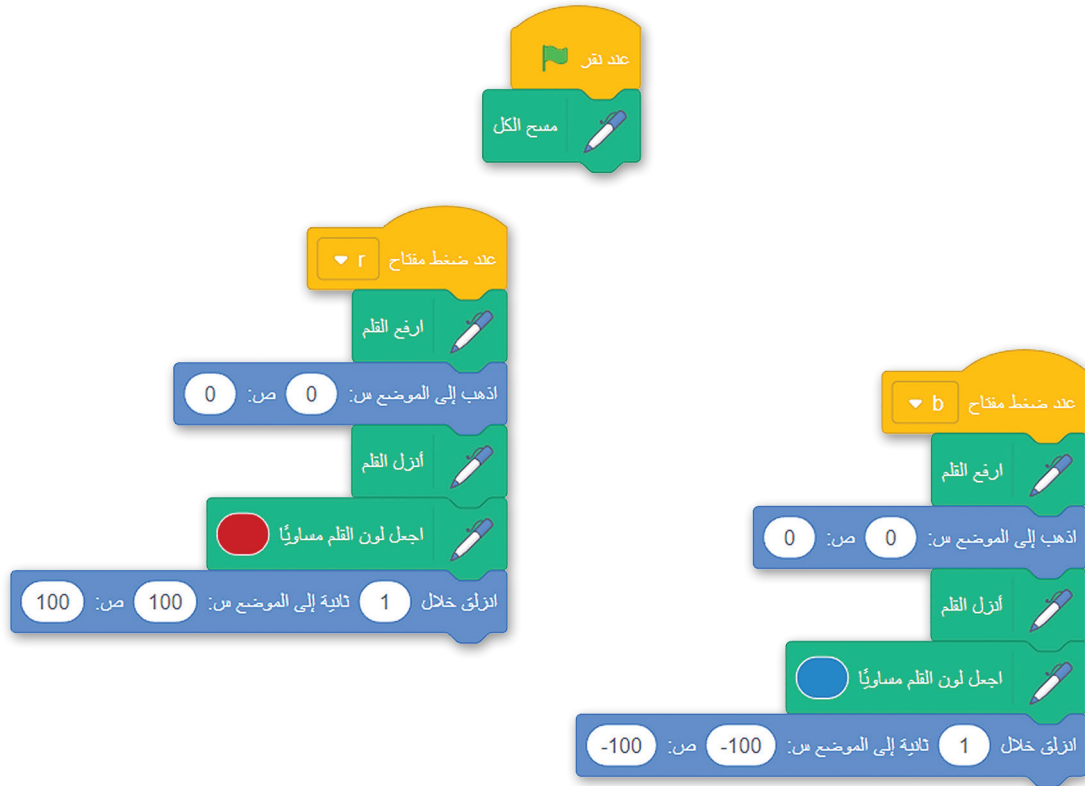 عند نقر
مسح الكل
عند ضغط مفتاح r
ارفع القلم
اذهب إلى الموضع س: 0 ص: 0
أنزل القلم
اجعل لون القلم مساويًا
انزلق خلال 1 ثانية إلى الموضع س: 100 ص: 100
عند ضغط مفتاح b
ارفع القلم
اذهب إلى الموضع س: 0 ص: 0
أنزل القلم
اجعل لون القلم مساويًا
انزلق خلال 1 ثانية إلى الموضع س: -100 ص: -100